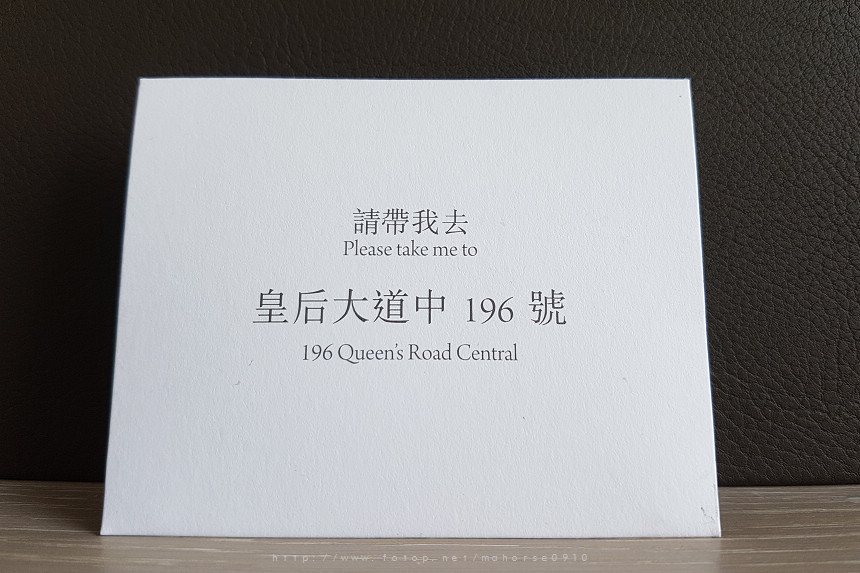 請帶我去
Please take me to
皇后大道中 196 號
196 Queen's Road Central
http://www.fotop.net/mohorse0910